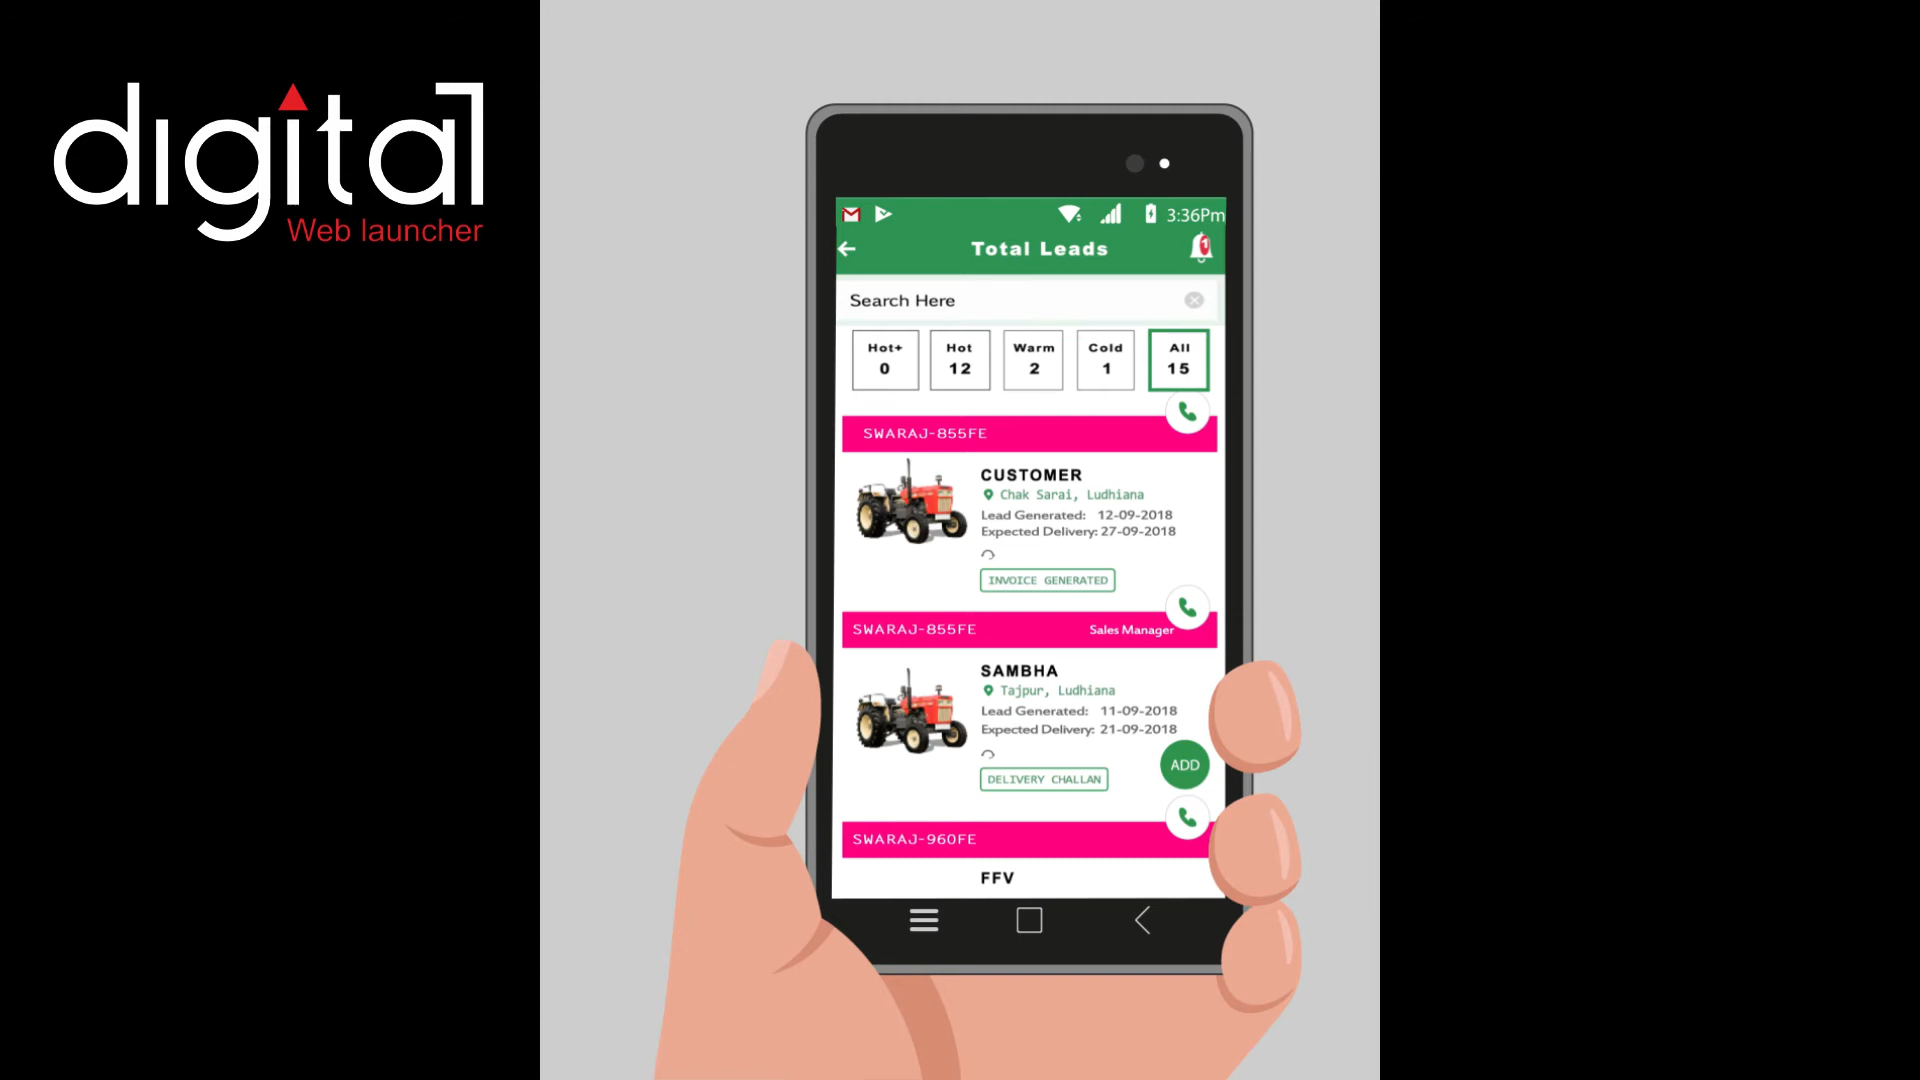 digital
Web launcher
3:36Pm
Total Leads
1
Search Here
Hot+ Hot Warm Cold All
0 12 2 1 15
SWARAJ-855FE
CUSTOMER
Chak Sarai, Ludhiana
Lead Generated: 12-09-2018
Expected Delivery: 27-09-2018
INVOICE GENERATED
SWARAJ-855FE Sales Manager
SAMBHA
Tajpur, Ludhiana
Lead Generated: 11-09-2018
Expected Delivery: 21-09-2018
ADD
DELIVERY CHALLAN
SWARAJ-960FE
FFV